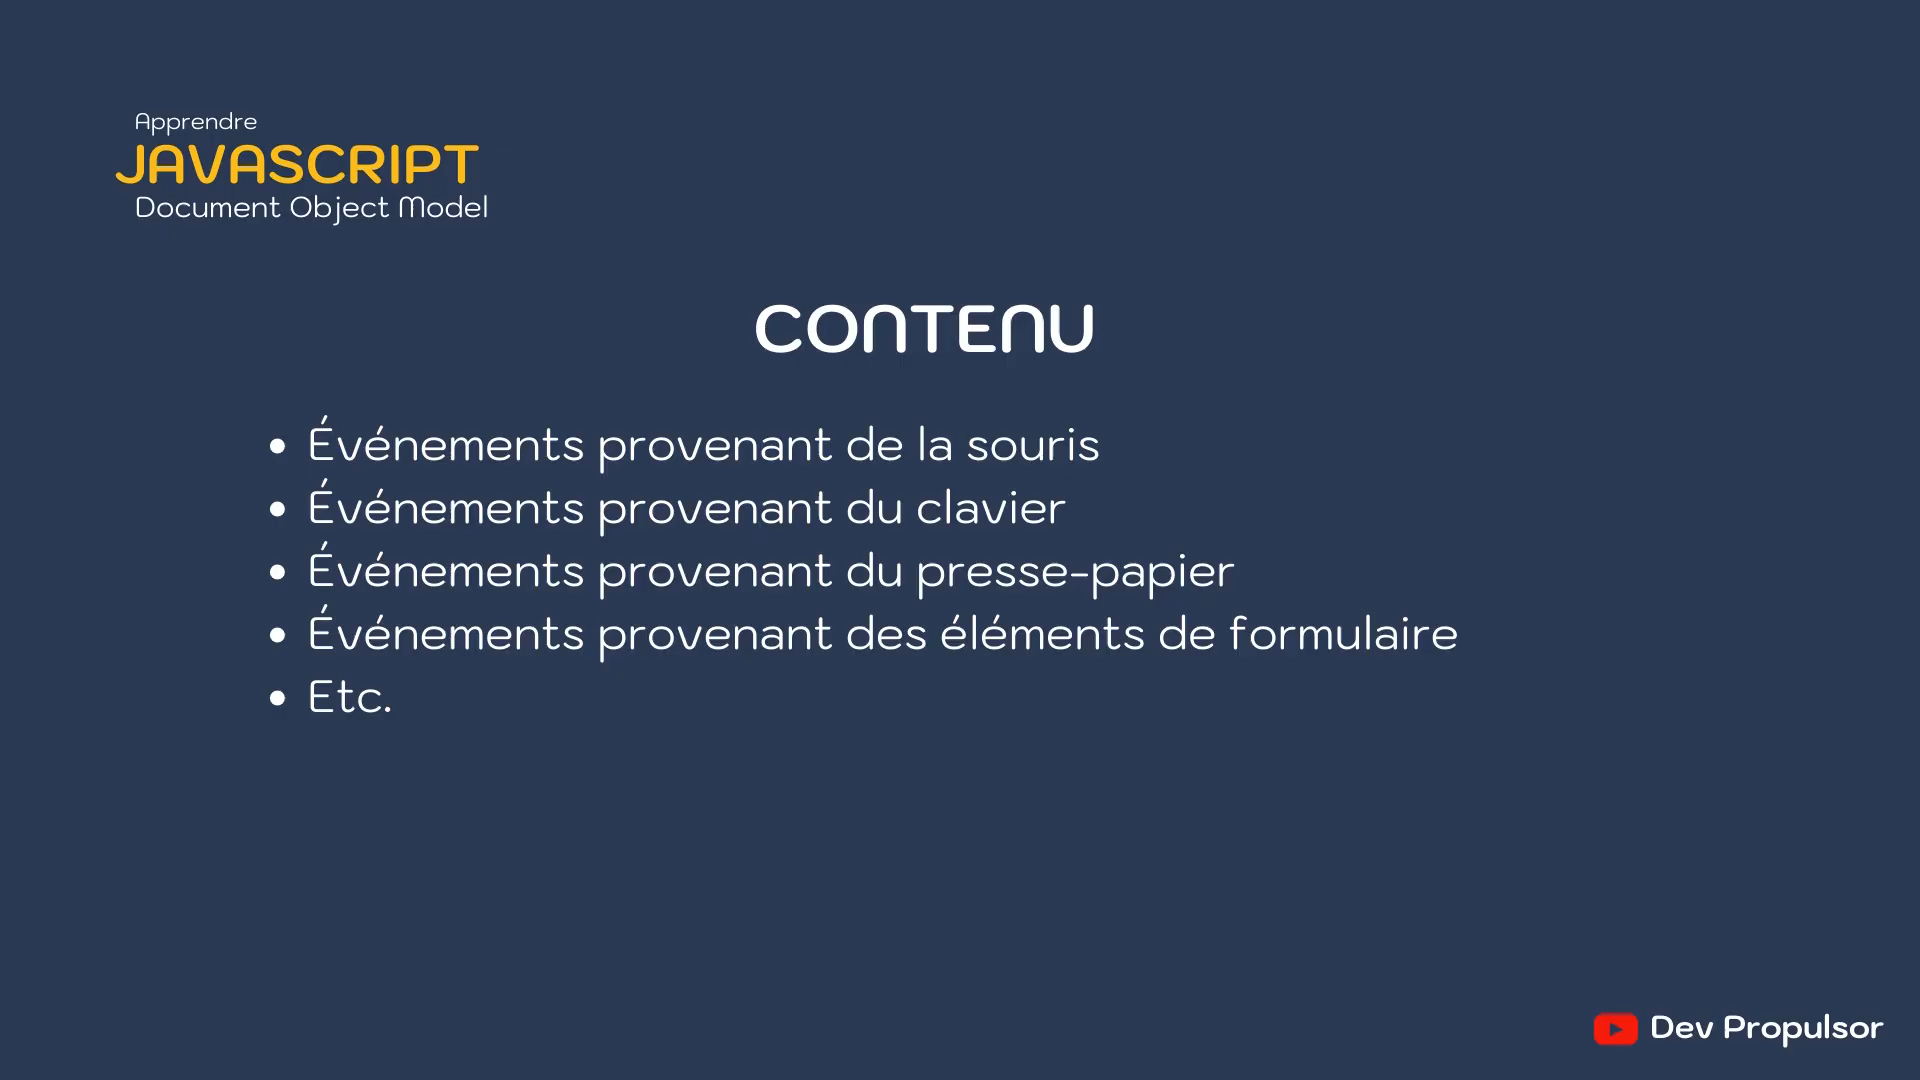 Apprendre
JAVASCRIPT
Document Object Model
CONTENU
• Événements provenant de la souris
• Événements provenant du clavier
• Événements provenant du presse-papier
• Événements provenant des éléments de formulaire
• Etc.
Dev Propulsor